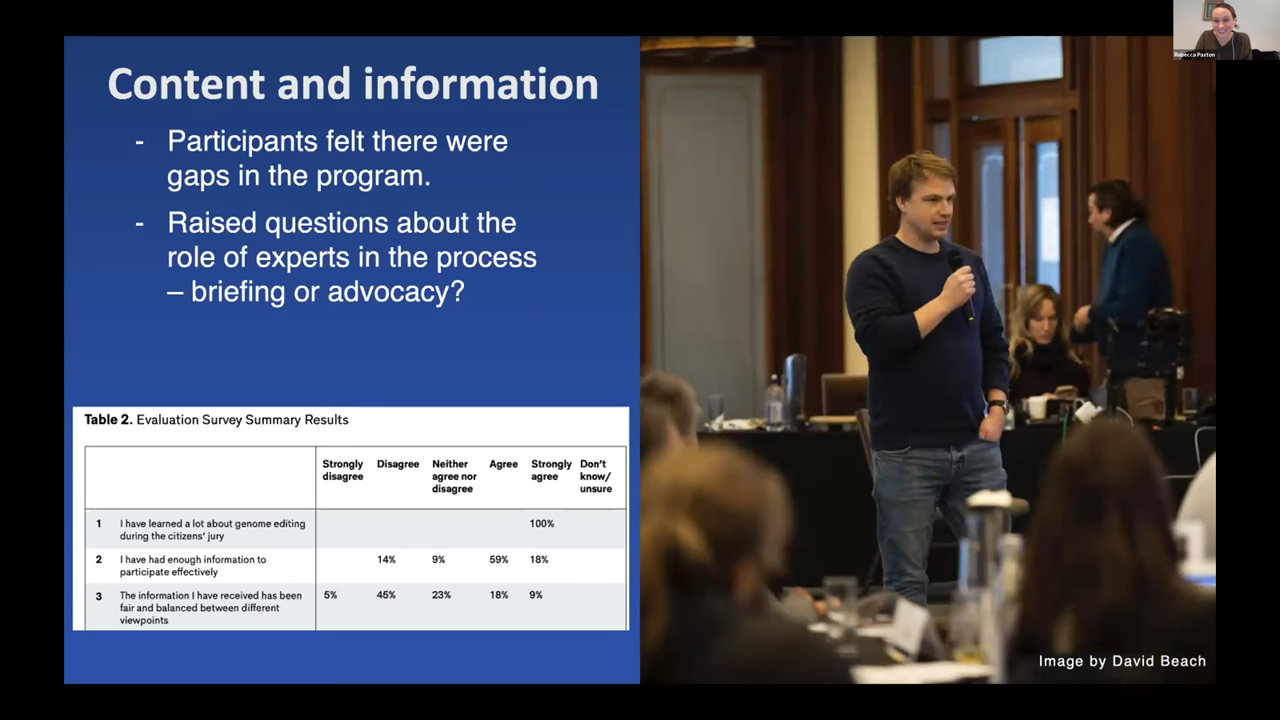 Rebecca Paxton
Content and information
- Participants felt there were
gaps in the program.
- Raised questions about the
role of experts in the process
– briefing or advocacy?
Table 2. Evaluation Survey Summary Results
Strongly disagree Disagree Neither agree nor disagree Agree Strongly agree Don't know/ unsure
1 I have learned a lot about genome editing 100%
during the citizens' jury
2 I have had enough information to 14% 9% 59% 18%
participate effectively
3 The information I have received has been 5% 45% 23% 18% 9%
fair and balanced between different
viewpoints
Image by David Beach